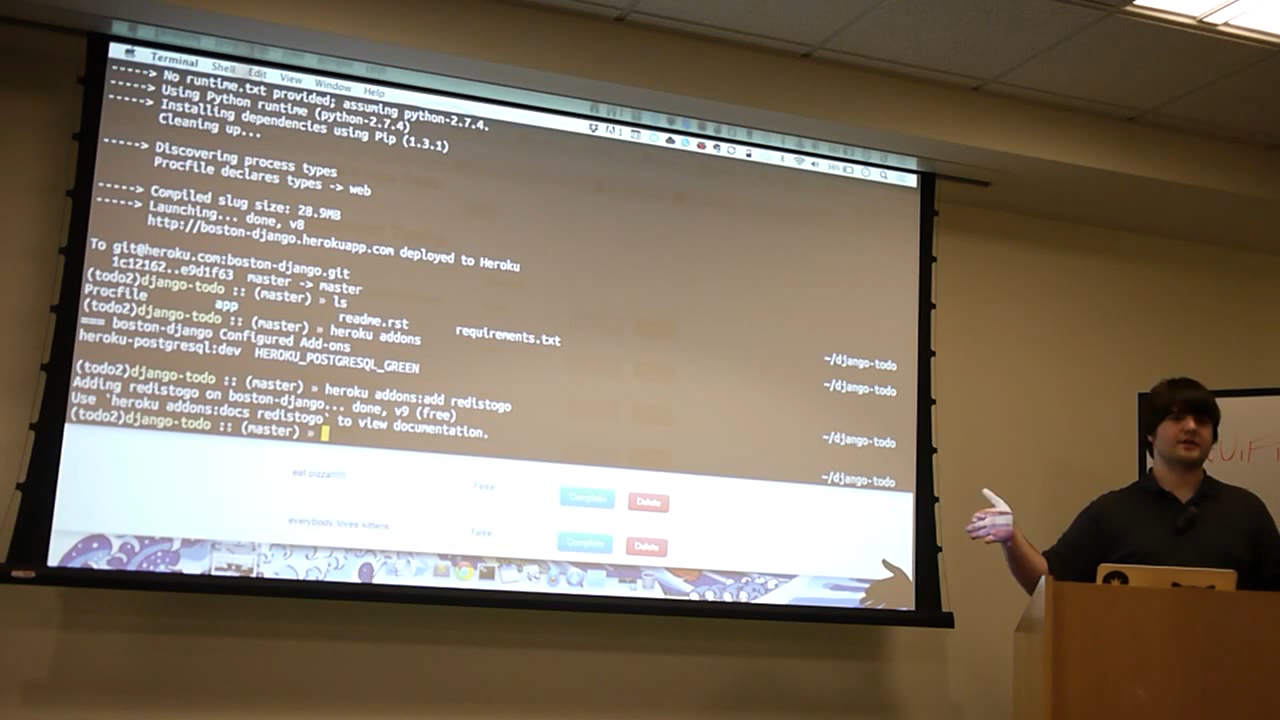 Terminal Shell Edit View Window Help
-----> No runtime.txt provided; assuming python-2.7.4.
-----> Using Python runtime (python-2.7.4)
-----> Installing dependencies using Pip (1.3.1)
Cleaning up...
-----> Discovering process types
Procfile declares types -> web
-----> Compiled slug size: 28.9MB
-----> Launching... done, v8
http://boston-django.herokuapp.com deployed to Heroku
To git@heroku.com:boston-django.git
1c12162..e9d1f63 master -> master
(todo2)django-todo :: (master) » ls
Procfile app readme.rst requirements.txt
~/django-todo
(todo2)django-todo :: (master) » heroku addons
~/django-todo
=== boston-django Configured Add-ons
heroku-postgresql:dev HEROKU_POSTGRESQL_GREEN
(todo2)django-todo :: (master) » heroku addons:add redistogo
~/django-todo
Adding redistogo on boston-django... done, v9 (free)
Use `heroku addons:docs redistogo` to view documentation.
(todo2)django-todo :: (master) »
~/django-todo
eat pizza!!!!! False Complete Delete
everybody loves kittens False Complete Delete